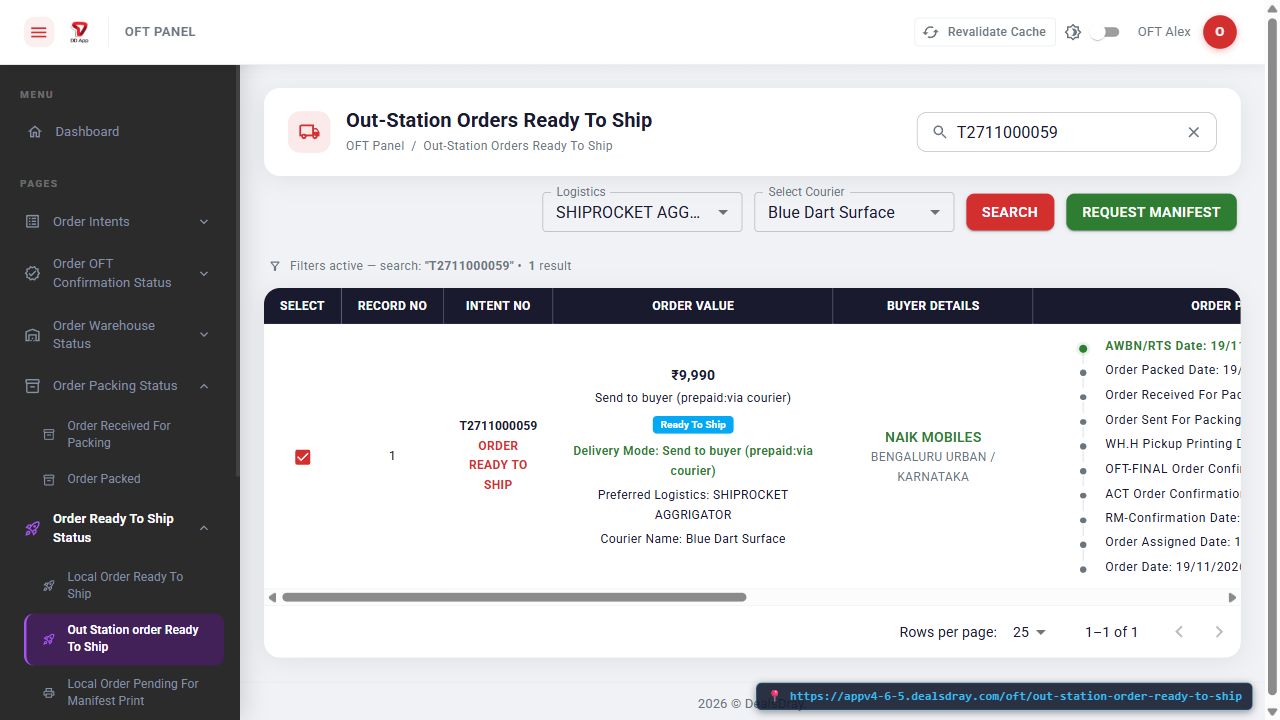 DD App
OFT PANEL
Revalidate Cache
OFT Alex
O
MENU
Dashboard
PAGES
Order Intents
Order OFT
Confirmation Status
Order Warehouse
Status
Order Packing Status
Order Received For
Packing
Order Packed
Order Ready To Ship
Status
Local Order Ready To
Ship
Out Station order Ready
To Ship
Local Order Pending For
Manifest Print
Out-Station Orders Ready To Ship
OFT Panel / Out-Station Orders Ready To Ship
T2711000059
Logistics
SHIPROCKET AGG...
Select Courier
Blue Dart Surface
SEARCH
REQUEST MANIFEST
Filters active — search: "T2711000059" • 1 result
SELECT RECORD NO INTENT NO ORDER VALUE BUYER DETAILS ORDER P
1
T2711000059
ORDER
READY TO
SHIP
₹9,990
Send to buyer (prepaid:via courier)
Ready To Ship
Delivery Mode: Send to buyer (prepaid:via
courier)
Preferred Logistics: SHIPROCKET
AGGRIGATOR
Courier Name: Blue Dart Surface
NAIK MOBILES
BENGALURU URBAN /
KARNATAKA
AWBN/RTS Date: 19/11
Order Packed Date: 19/
Order Received For Pac
Order Sent For Packing
WH.H Pickup Printing D
OFT-FINAL Order Confir
ACT Order Confirmatio
RM-Confirmation Date:
Order Assigned Date: 1
Order Date: 19/11/2026
Rows per page: 25 1–1 of 1
2026 © DealsDray
https://appv4-6-5.dealsdray.com/oft/out-station-order-ready-to-ship